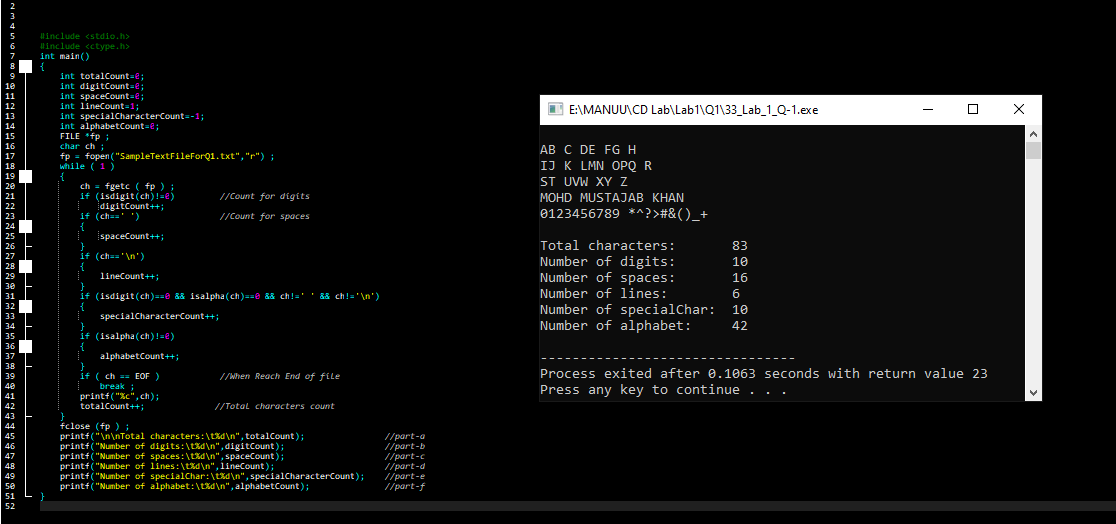 2
3
4
5 #include <stdio.h>
6 #include <ctype.h>
7 int main()
8 {
9 int totalCount=0;
10 int digitCount=0;
11 int spaceCount=0;
12 int lineCount=1;
13 int specialCharacterCount=-1;
14 int alphabetCount=0;
15 FILE *fp ;
16 char ch ;
17 fp = fopen("SampleTextFileForQ1.txt","r") ;
18 while ( 1 )
19 {
20 ch = fgetc ( fp ) ;
21 if (isdigit(ch)!=0) //Count for digits
22 digitCount++;
23 if (ch==' ') //Count for spaces
24 {
25 spaceCount++;
26 }
27 if (ch=='\n')
28 {
29 lineCount++;
30 }
31 if (isdigit(ch)==0 && isalpha(ch)==0 && ch!=' ' && ch!='\n')
32 {
33 specialCharacterCount++;
34 }
35 if (isalpha(ch)!=0)
36 {
37 alphabetCount++;
38 }
39 if ( ch == EOF ) //When Reach End of file
40 break ;
41 printf("%c",ch);
42 totalCount++; //Total characters count
43 }
44 fclose (fp ) ;
45 printf("\n\nTotal characters:\t%d\n",totalCount); //part-a
46 printf("Number of digits:\t%d\n",digitCount); //part-b
47 printf("Number of spaces:\t%d\n",spaceCount); //part-c
48 printf("Number of lines:\t%d\n",lineCount); //part-d
49 printf("Number of specialChar:\t%d\n",specialCharacterCount); //part-e
50 printf("Number of alphabet:\t%d\n",alphabetCount); //part-f
51 }
52
E:\MANUU\CD Lab\Lab1\Q1\33_Lab_1_Q-1.exe
AB C DE FG H
IJ K LMN OPQ R
ST UVW XY Z
MOHD MUSTAJAB KHAN
0123456789 *^?>#&()_+
Total characters: 83
Number of digits: 10
Number of spaces: 16
Number of lines: 6
Number of specialChar: 10
Number of alphabet: 42
--------------------------------
Process exited after 0.1063 seconds with return value 23
Press any key to continue . . .